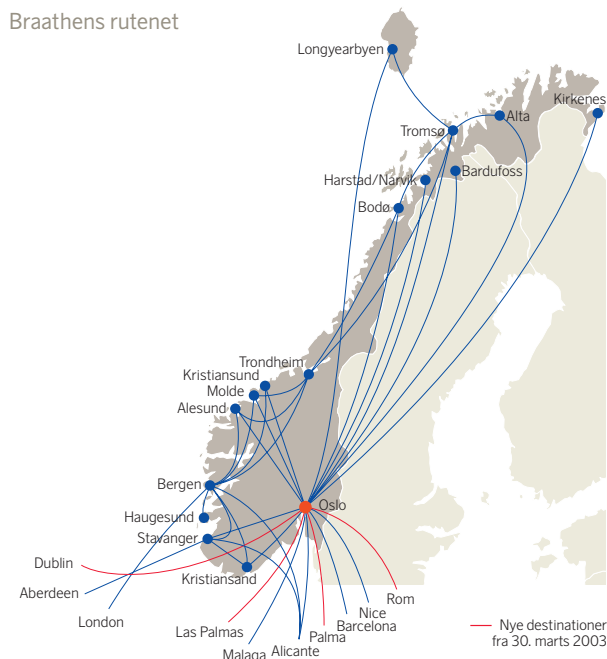 Braathens rutenet
Longyearbyen
Kirkenes
Alta
Tromsø
Bardufoss
Harstad/Narvik
Bodø
Trondheim
Kristiansund
Molde
Alesund
Bergen
Oslo
Haugesund
Stavanger
Dublin
Kristiansand
Aberdeen
Rom
Nice
London
Barcelona
Las Palmas
Palma
Nye destinationer
fra 30. marts 2003
Alicante
Malaga